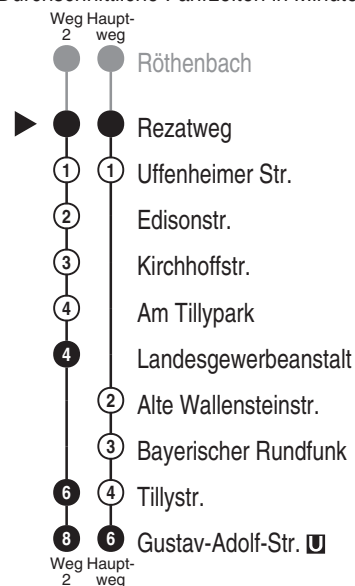 Durchschnittliche Fahrzeiten in Minuten
Weg Haupt-
2 weg
Röthenbach
Rezatweg
1 1 Uffenheimer Str.
2 Edisonstr.
3 Kirchhoffstr.
4 Am Tillypark
4 Landesgewerbeanstalt
2 Alte Wallensteinstr.
3 Bayerischer Rundfunk
6 4 Tillystr.
8 6 Gustav-Adolf-Str. U
Weg Haupt-
2 weg